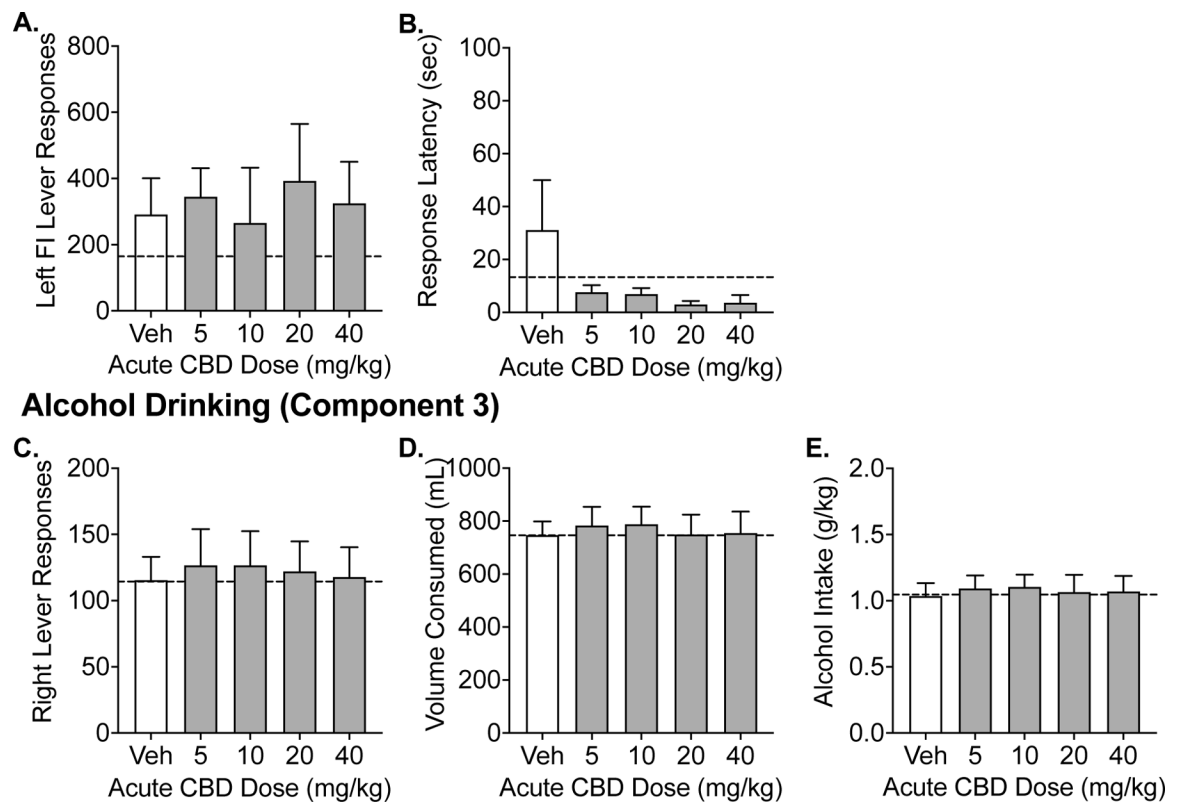 A.
Left FI Lever Responses
800
600
400
200
0
Veh 5 10 20 40
Acute CBD Dose (mg/kg)
B.
Response Latency (sec)
100
80
60
40
20
0
Veh 5 10 20 40
Acute CBD Dose (mg/kg)
Alcohol Drinking (Component 3)
C.
Right Lever Responses
200
150
100
50
0
Veh 5 10 20 40
Acute CBD Dose (mg/kg)
D.
Volume Consumed (mL)
1000
800
600
400
200
0
Veh 5 10 20 40
Acute CBD Dose (mg/kg)
E.
Alcohol Intake (g/kg)
2.0
1.5
1.0
0.5
0.0
Veh 5 10 20 40
Acute CBD Dose (mg/kg)